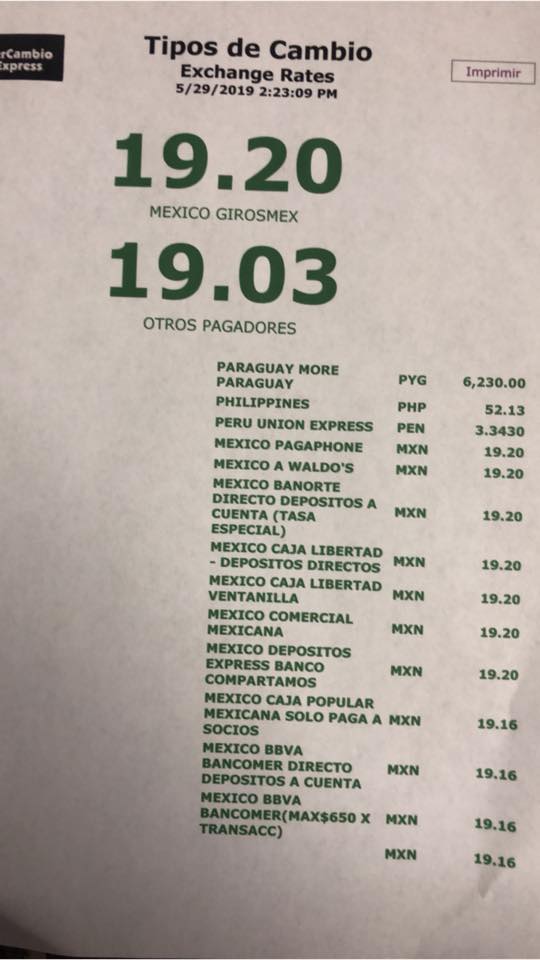 rCambio
Express
Tipos de Cambio
Exchange Rates
5/29/2019 2:23:09 PM
Imprimir
19.20
MEXICO GIROSMEX
19.03
OTROS PAGADORES
PARAGUAY MORE
PARAGUAY PYG 6,230.00
PHILIPPINES PHP 52.13
PERU UNION EXPRESS PEN 3.3430
MEXICO PAGAPHONE MXN 19.20
MEXICO A WALDO'S MXN 19.20
MEXICO BANORTE
DIRECTO DEPOSITOS A
CUENTA (TASA MXN 19.20
ESPECIAL)
MEXICO CAJA LIBERTAD
- DEPOSITOS DIRECTOS MXN 19.20
MEXICO CAJA LIBERTAD
VENTANILLA MXN 19.20
MEXICO COMERCIAL
MEXICANA MXN 19.20
MEXICO DEPOSITOS
EXPRESS BANCO MXN 19.20
COMPARTAMOS
MEXICO CAJA POPULAR
MEXICANA SOLO PAGA A MXN 19.16
SOCIOS
MEXICO BBVA
BANCOMER DIRECTO MXN 19.16
DEPOSITOS A CUENTA
MEXICO BBVA
BANCOMER(MAX$650 X MXN 19.16
TRANSACC)
MXN 19.16